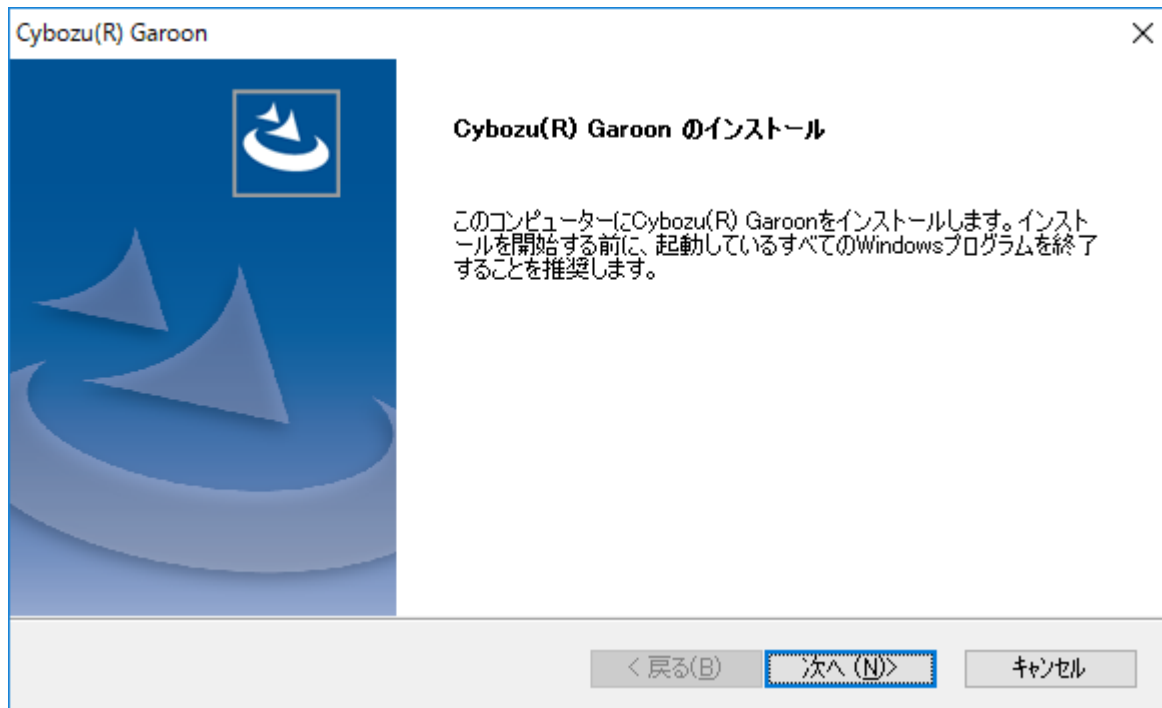 Cybozu(R) Garoon
Cybozu(R) Garoon のインストール
このコンピューターにCybozu(R) Garoonをインストールします。インスト
ールを開始する前に、起動しているすべてのWindowsプログラムを終了
することを推奨します。
< 戻る(B)
次へ (N)>
キャンセル